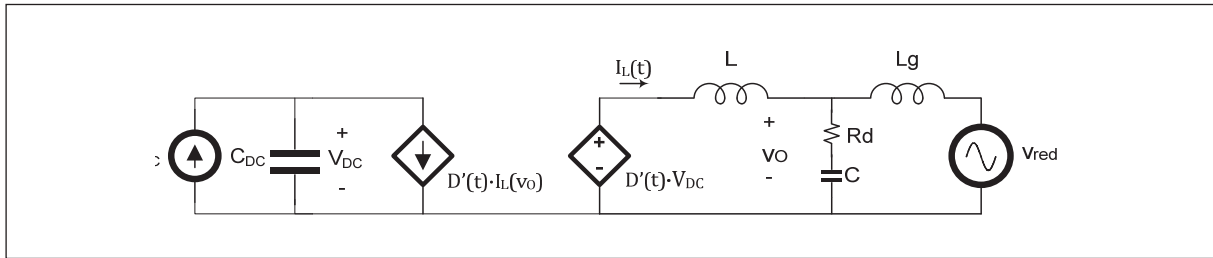 L
Lg
I_L(t)
+
V_DC
-
C_DC
D'(t)·I_L(v_O)
+
-
D'(t)·V_DC
+
v_O
-
Rd
C
v_red